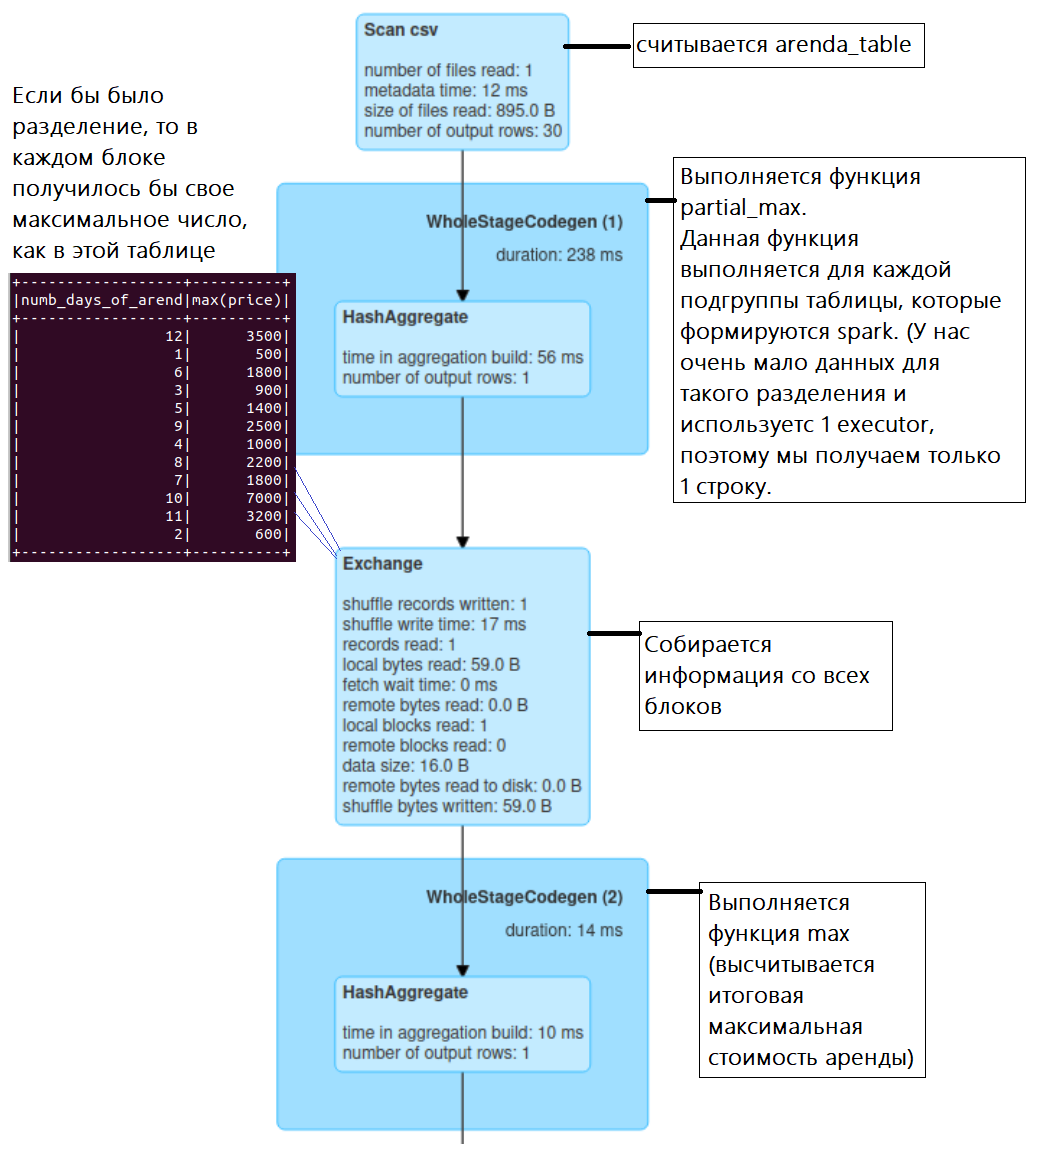 Scan csv
number of files read: 1
metadata time: 12 ms
size of files read: 895.0 B
number of output rows: 30
считывается arenda_table
Если бы было
разделение, то в
каждом блоке
получилось бы свое
максимальное число,
как в этой таблице
+------------------+----------+
|numb_days_of_arend|max(price)|
+------------------+----------+
|                12|      3500|
|                 1|       500|
|                 6|      1800|
|                 3|       900|
|                 5|      1400|
|                 9|      2500|
|                 4|      1000|
|                 8|      2200|
|                 7|      1800|
|                10|      7000|
|                11|      3200|
|                 2|       600|
+------------------+----------+
WholeStageCodegen (1)
duration: 238 ms
HashAggregate
time in aggregation build: 56 ms
number of output rows: 1
Выполняется функция
partial_max.
Данная функция
выполняется для каждой
подгруппы таблицы, которые
формируются spark. (У нас
очень мало данных для
такого разделения и
используетс 1 executor,
поэтому мы получаем только
1 строку.
Exchange
shuffle records written: 1
shuffle write time: 17 ms
records read: 1
local bytes read: 59.0 B
fetch wait time: 0 ms
remote bytes read: 0.0 B
local blocks read: 1
remote blocks read: 0
data size: 16.0 B
remote bytes read to disk: 0.0 B
shuffle bytes written: 59.0 B
Собирается
информация со всех
блоков
WholeStageCodegen (2)
duration: 14 ms
HashAggregate
time in aggregation build: 10 ms
number of output rows: 1
Выполняется
функция max
(высчитывается
итоговая
максимальная
стоимость аренды)